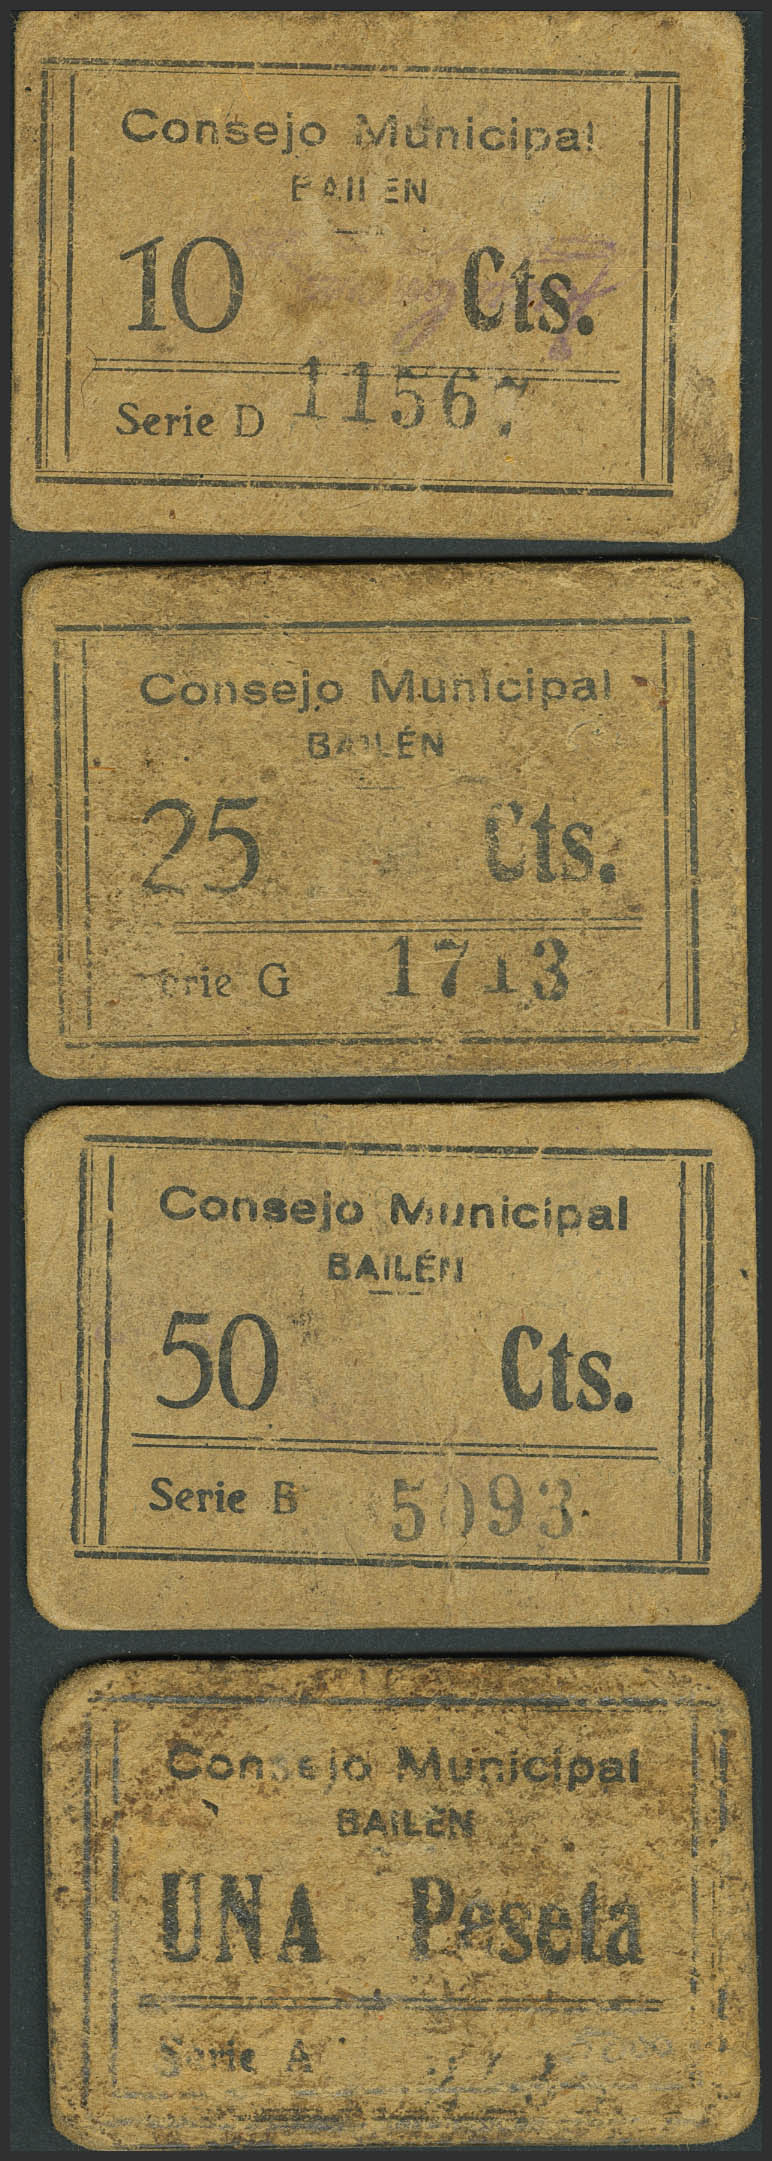 Consejo Municipal
BAILEN
10 Cts.
Serie D 11567
Consejo Municipal
BAILÉN
25 Cts.
Serie G 1713
Consejo Municipal
BAILÉN
50 Cts.
Serie B 5093
Consejo Municipal
BAILÉN
UNA Peseta
Serie A